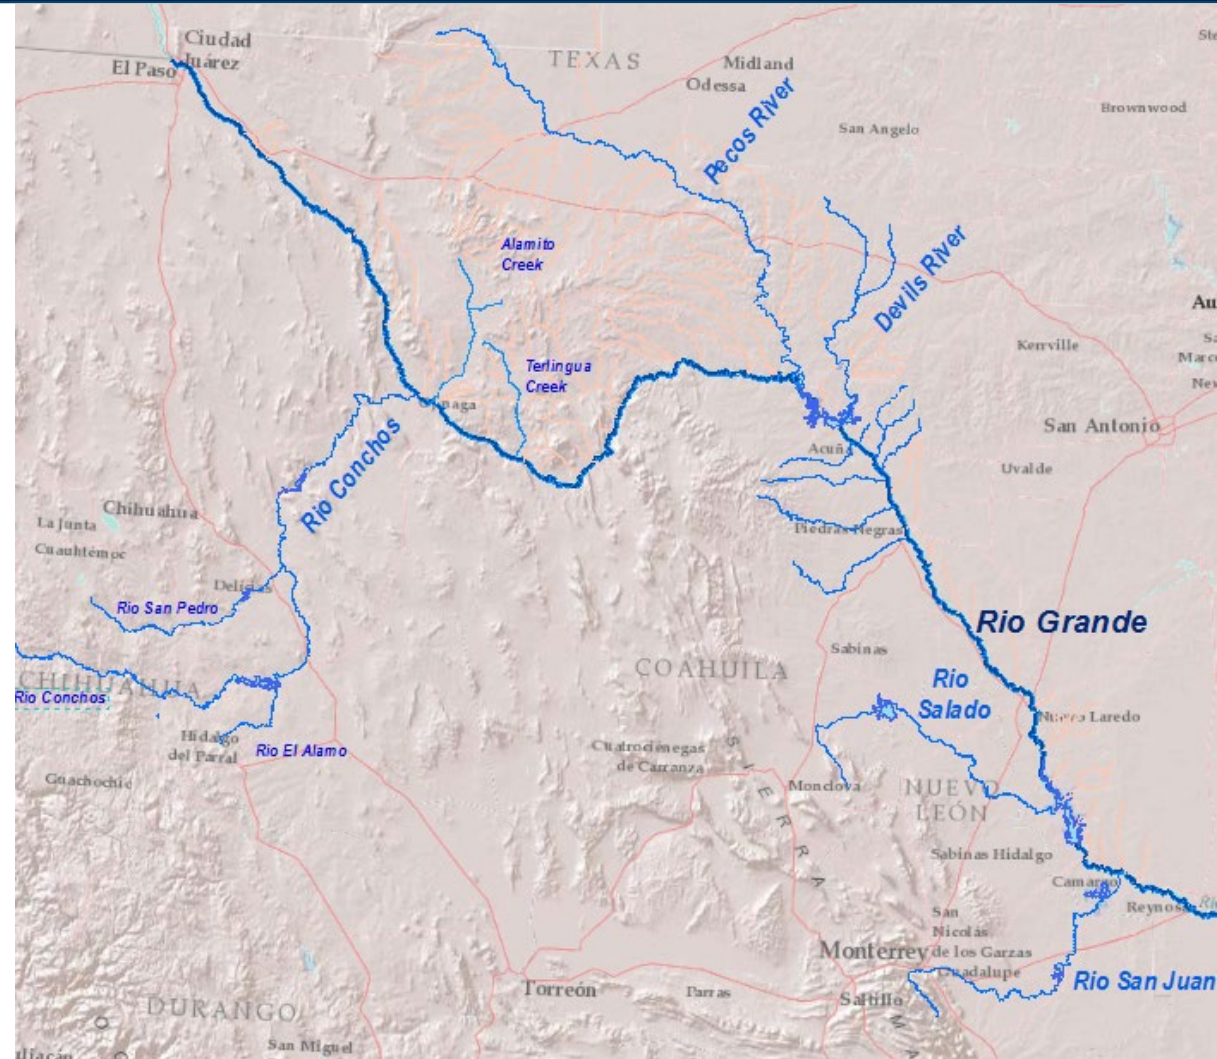 Ciudad
Juárez
El Paso
TEXAS
Midland
Odessa
Brownwood
San Angelo
Pecos River
Devils River
Alamito
Creek
Terlingua
Creek
Kerrville
San Antonio
Uvalde
Acuña
Piedras Negras
Rio Conchos
Chihuahua
La Junta
Cuauhtémoc
Delicias
Rio San Pedro
CHIHUAHUA
Rio Conchos
Hidalgo
del Parral
Rio El Alamo
Guachochic
Rio Grande
Sabinas
COAHUILA
Rio
Salado
Nuevo Laredo
Cuatrociénegas
de Carranza
SIERRA
Monclova
NUEVO
LEÓN
Sabinas Hidalgo
Camargo
Reynosa
San
Nicolás
de los Garzas
Guadalupe
Monterrey
Rio San Juan
Saltillo
Parras
Torreón
DURANGO
San Miguel